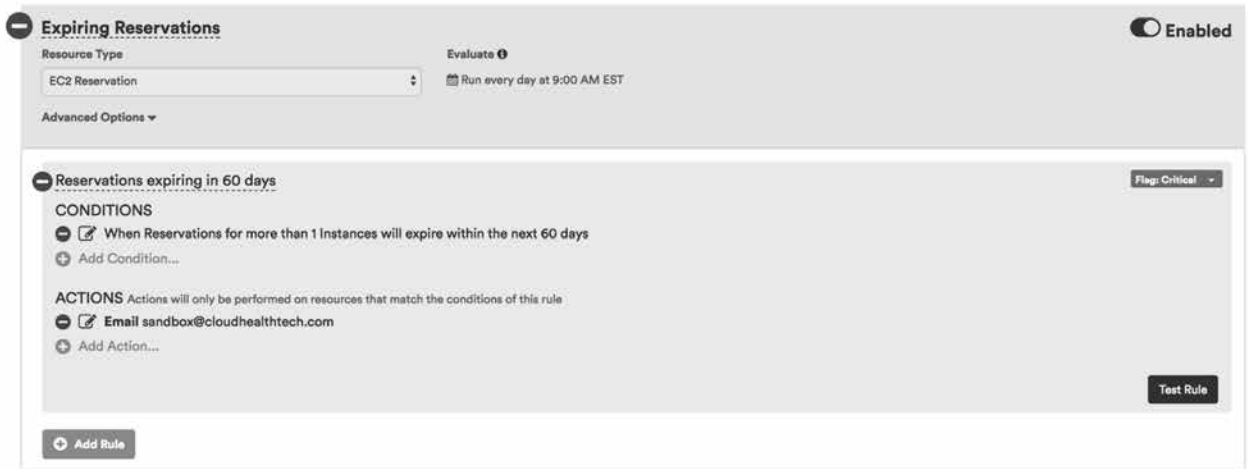 Expiring Reservations
Enabled
Resource Type
Evaluate
EC2 Reservation
Run every day at 9:00 AM EST
Advanced Options
Reservations expiring in 60 days
Flag: Critical
CONDITIONS
When Reservations for more than 1 Instances will expire within the next 60 days
Add Condition...
ACTIONS Actions will only be performed on resources that match the conditions of this rule
Email sandbox@cloudhealthtech.com
Add Action...
Test Rule
Add Rule